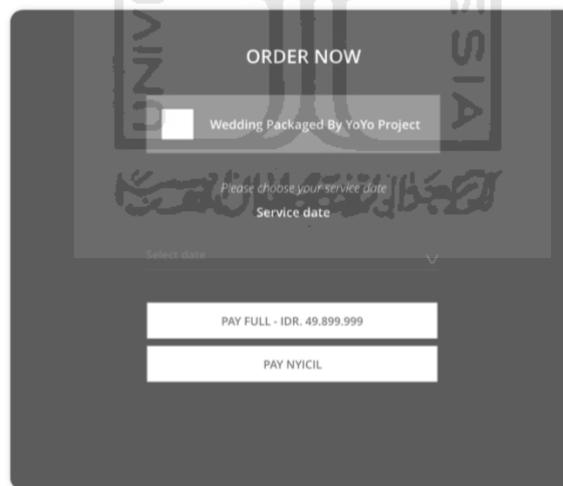 ORDER NOW
Wedding Packaged By YoYo Project
Please choose your service date
Service date
Select date
PAY FULL - IDR. 49.899.999
PAY NYICIL